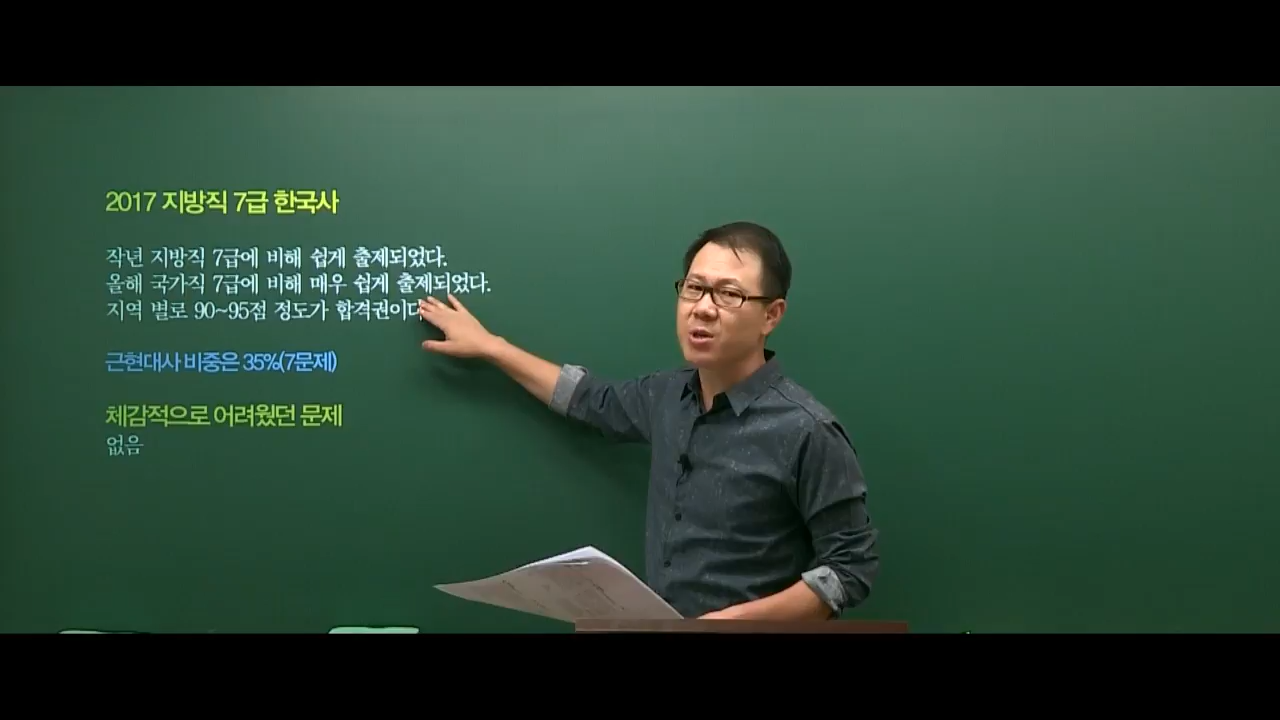 2017 지방직 7급 한국사
작년 지방직 7급에 비해 쉽게 출제되었다.
올해 국가직 7급에 비해 매우 쉽게 출제되었다.
지역 별로 90~95점 정도가 합격권이다
근현대사 비중은 35%(7문제)
체감적으로 어려웠던 문제
없음